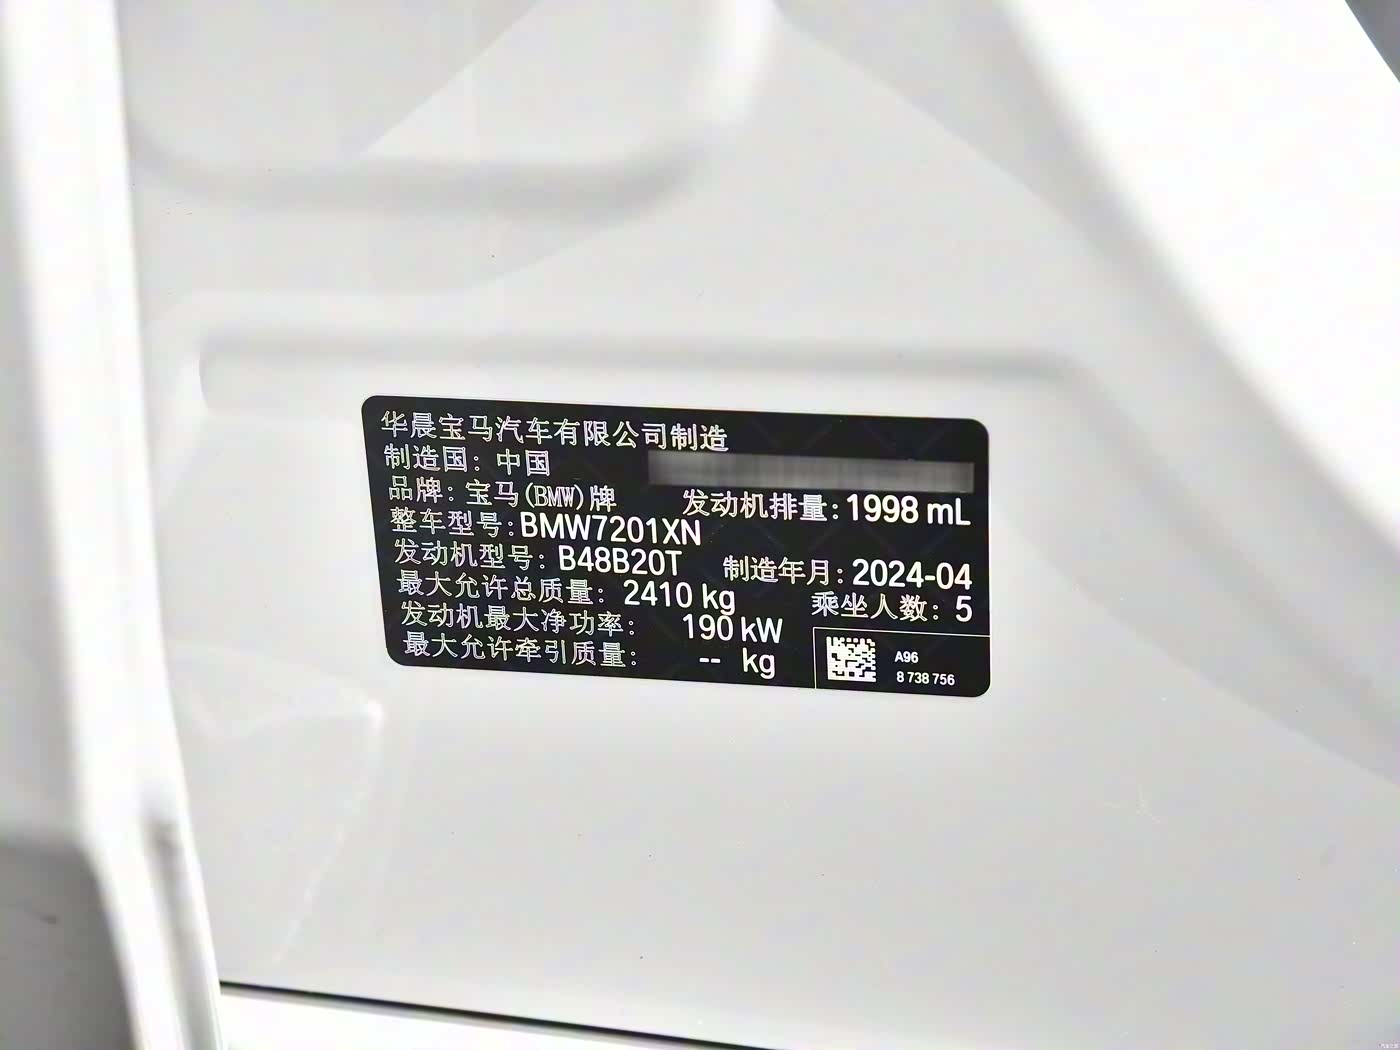 华晨宝马汽车有限公司制造
制造国：中国
品牌：宝马(BMW)牌 发动机排量：1998 mL
整车型号：BMW7201XN
发动机型号：B48B20T 制造年月：2024-04
最大允许总质量：2410 kg 乘坐人数：5
发动机最大净功率：190 kW
最大允许牵引质量：-- kg
A96
8 738 756